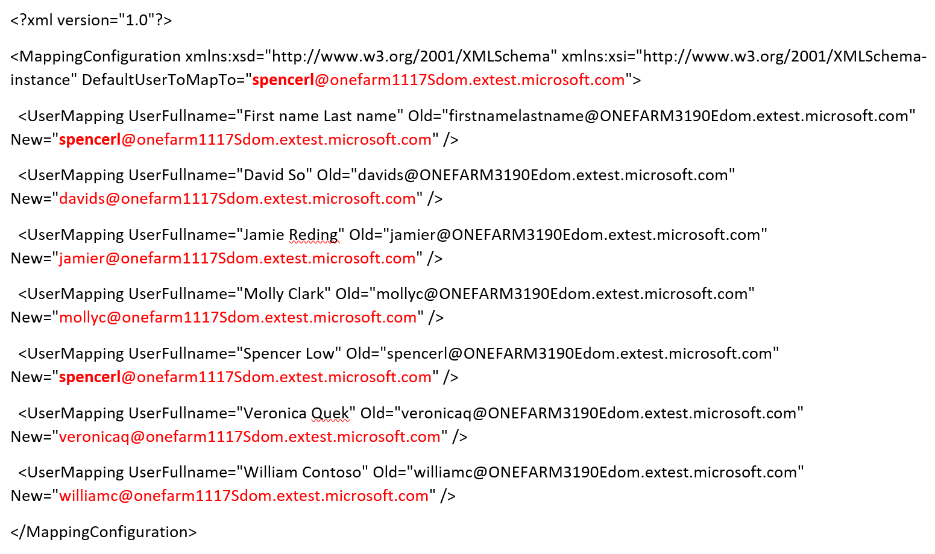 <?xml version="1.0"?>
<MappingConfiguration xmlns:xsd="http://www.w3.org/2001/XMLSchema" xmlns:xsi="http://www.w3.org/2001/XMLSchema-
instance" DefaultUserToMapTo="spencerl@onefarm1117Sdom.extest.microsoft.com">
<UserMapping UserFullname="First name Last name" Old="firstnamelastname@ONEFARM3190Edom.extest.microsoft.com"
New="spencerl@onefarm1117Sdom.extest.microsoft.com" />
<UserMapping UserFullname="David So" Old="davids@ONEFARM3190Edom.extest.microsoft.com"
New="davids@onefarm1117Sdom.extest.microsoft.com" />
<UserMapping UserFullname="Jamie Reding" Old="jamier@ONEFARM3190Edom.extest.microsoft.com"
New="jamier@onefarm1117Sdom.extest.microsoft.com" />
<UserMapping UserFullname="Molly Clark" Old="mollyc@ONEFARM3190Edom.extest.microsoft.com"
New="mollyc@onefarm1117Sdom.extest.microsoft.com" />
<UserMapping UserFullname="Spencer Low" Old="spencerl@ONEFARM3190Edom.extest.microsoft.com"
New="spencerl@onefarm1117Sdom.extest.microsoft.com" />
<UserMapping UserFullname="Veronica Quek" Old="veronicaq@ONEFARM3190Edom.extest.microsoft.com"
New="veronicaq@onefarm1117Sdom.extest.microsoft.com" />
<UserMapping UserFullname="William Contoso" Old="williamc@ONEFARM3190Edom.extest.microsoft.com"
New="williamc@onefarm1117Sdom.extest.microsoft.com" />
</MappingConfiguration>